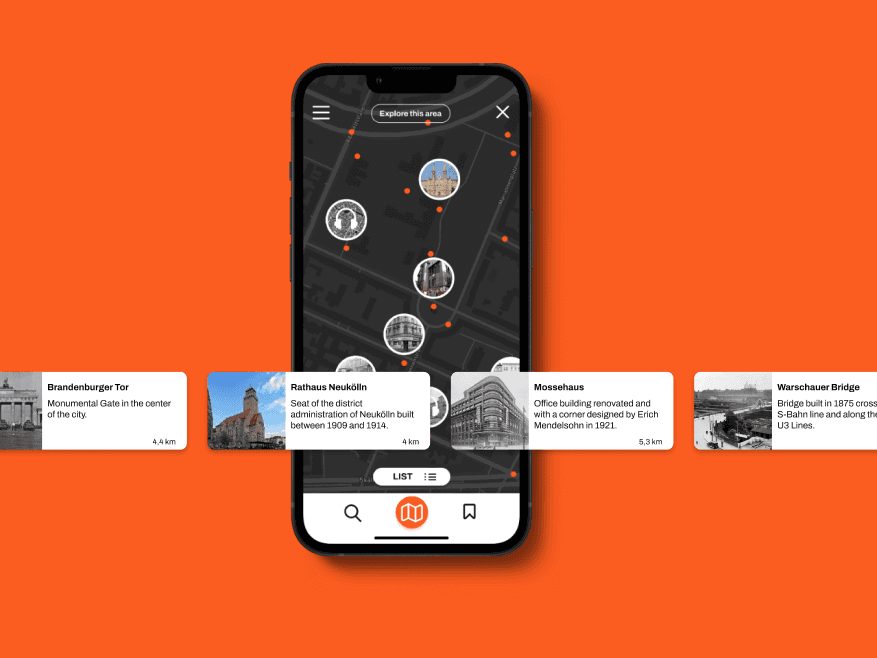 Explore this area
Brandenburger Tor
Monumental Gate in the center
of the city.
4,4 km
Rathaus Neukölln
Seat of the district
administration of Neukölln built
between 1909 and 1914.
4 km
Mossehaus
Office building renovated and
with a corner designed by Erich
Mendelsohn in 1921.
5,3 km
Warschauer Bridge
Bridge built in 1875 cross
S-Bahn line and along the
U3 Lines.
LIST